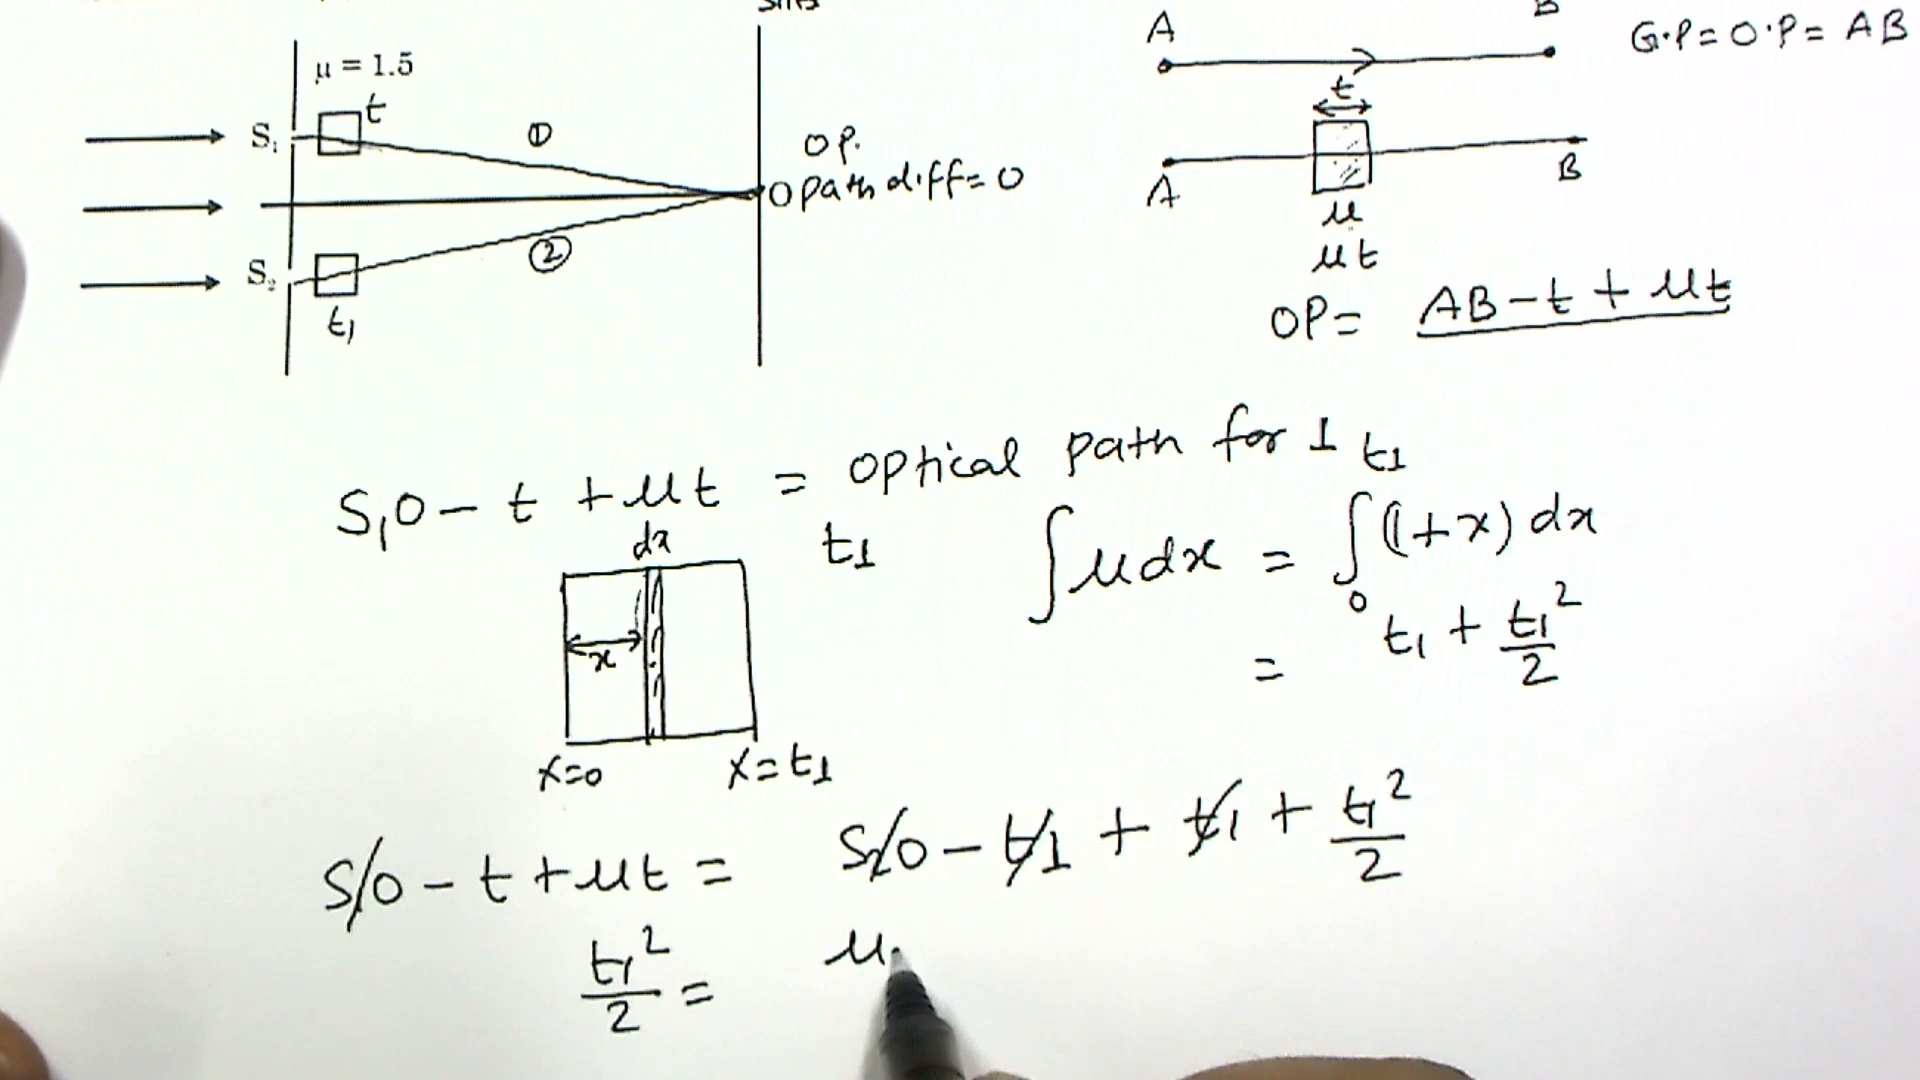 μ = 1.5
t
S₁
①
O
O.P.
path diff = 0
②
S₂
t₁
A
B
G.P = O.P = AB
t
A
B
μ
μt
OP = AB - t + μt
S₁O - t + μt = optical path for 1
t₁
dx
x
x=0
x=t₁
∫μdx = ∫₀^t₁ (1+x) dx
= t₁ + t₁²/2
S₁O - t + μt = S₂O - t₁ + t₁ + t₁²/2
t₁²/2 = μ